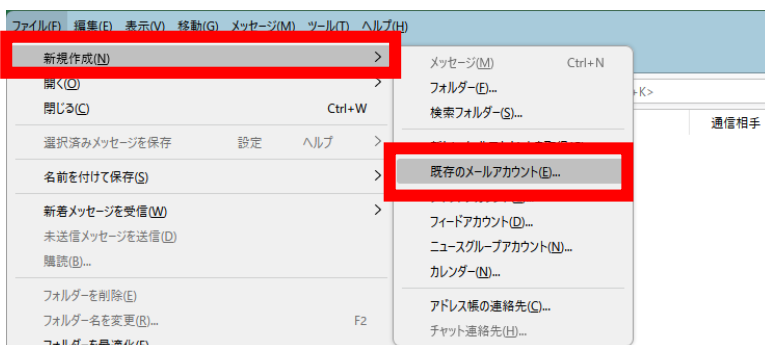 ファイル(F) 編集(E) 表示(V) 移動(G) メッセージ(M) ツール(T) ヘルプ(H)
新規作成(N) >
開く(O) >
閉じる(C) Ctrl+W
選択済みメッセージを保存 設定 ヘルプ >
名前を付けて保存(S) >
新着メッセージを受信(W) >
未送信メッセージを送信(D)
購読(B)...
フォルダーを削除(E)
フォルダー名を変更(R)... F2
フォルダーを最適化(F)
メッセージ(M) Ctrl+N
フォルダー(F)...
検索フォルダー(S)...
既存のメールアカウント(E)...
フィードアカウント(D)...
ニュースグループアカウント(N)...
カレンダー(N)...
アドレス帳の連絡先(C)...
チャット連絡先(H)...
+K>
通信相手